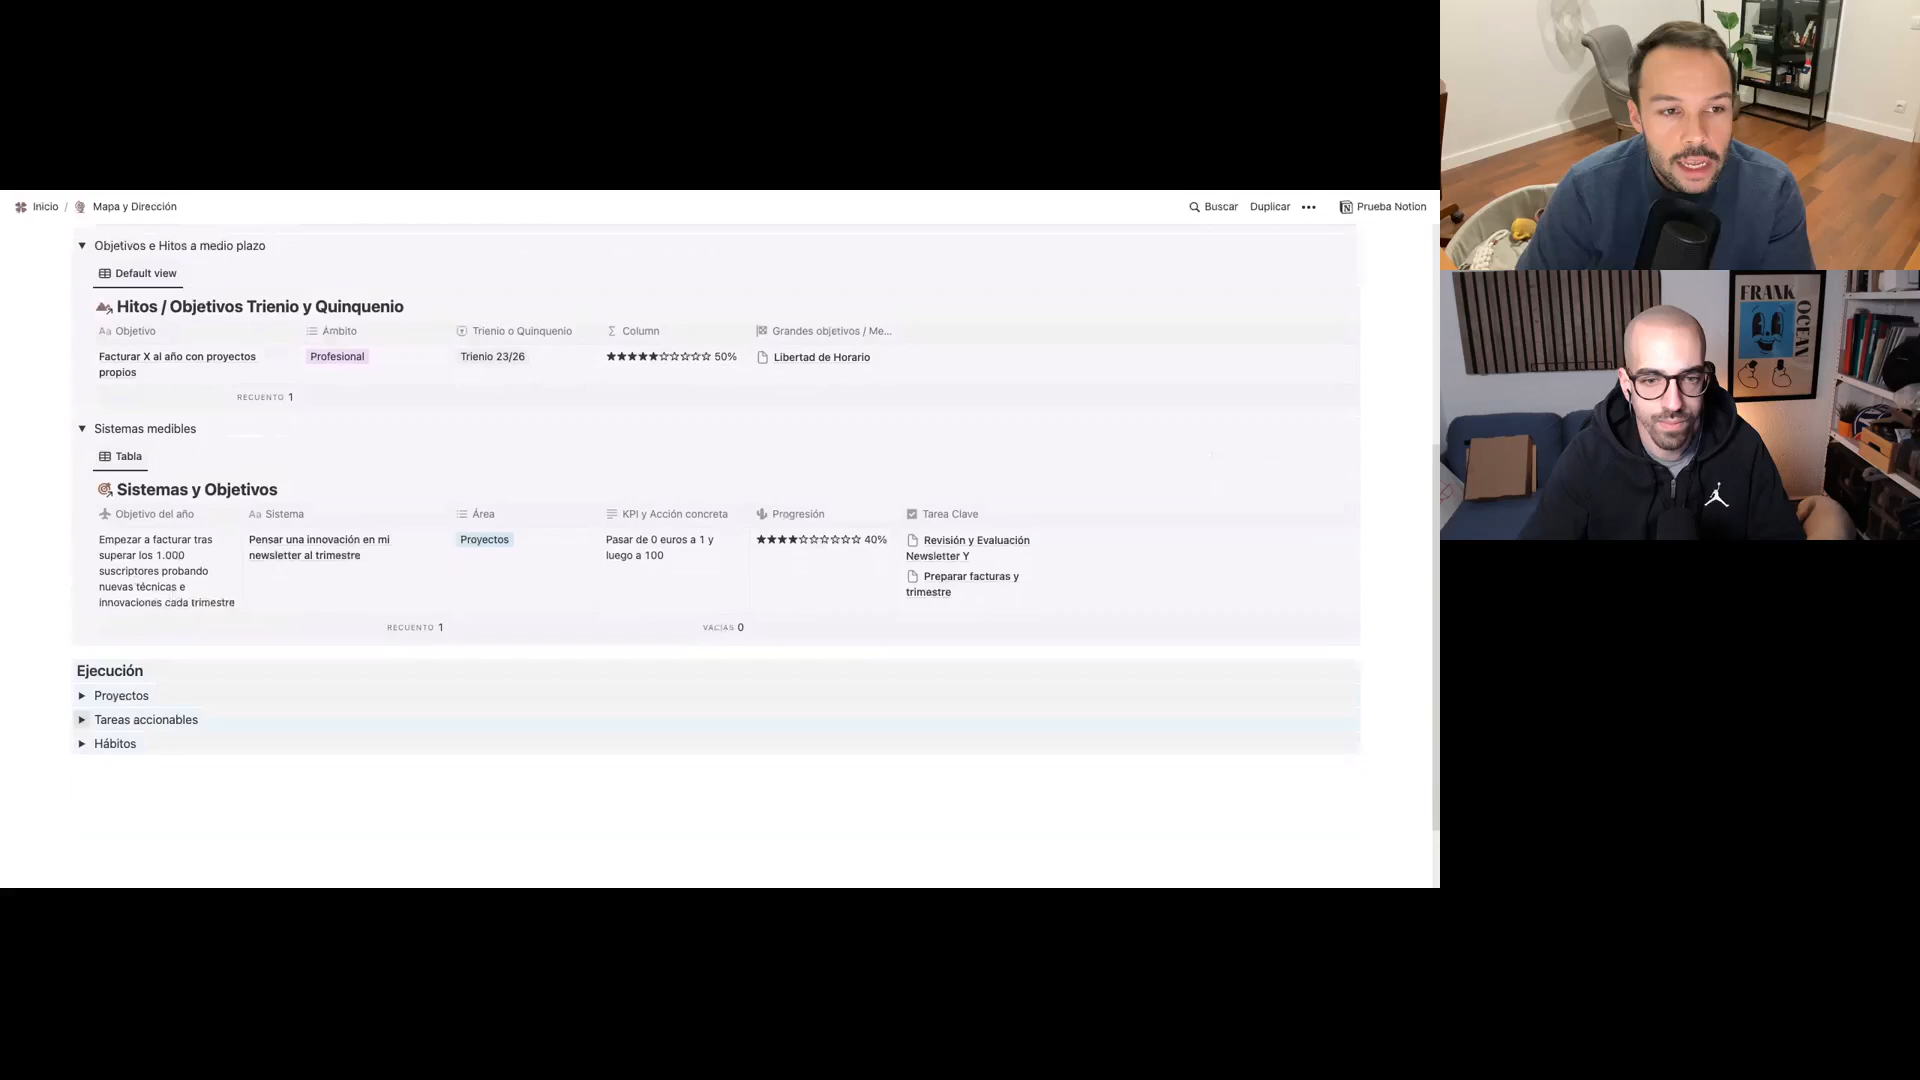 Inicio / Mapa y Dirección
Buscar Duplicar ••• Prueba Notion
Objetivos e Hitos a medio plazo
Default view
Hitos / Objetivos Trienio y Quinquenio
Aa Objetivo Ámbito Trienio o Quinquenio Σ Column Grandes objetivos / Me...
Facturar X al año con proyectos Profesional Trienio 23/26 ★★★★★☆☆☆☆☆ 50% Libertad de Horario
propios
RECUENTO 1
Sistemas medibles
Tabla
Sistemas y Objetivos
Objetivo del año Aa Sistema Área KPI y Acción concreta Progresión Tarea Clave
Empezar a facturar tras Pensar una innovación en mi Proyectos Pasar de 0 euros a 1 y ★★★★☆☆☆☆☆☆ 40% Revisión y Evaluación
superar los 1.000 newsletter al trimestre luego a 100 Newsletter Y
suscriptores probando Preparar facturas y
nuevas técnicas e trimestre
innovaciones cada trimestre
RECUENTO 1 VACÍAS 0
Ejecución
Proyectos
Tareas accionables
Hábitos
FRANK
OCEAN